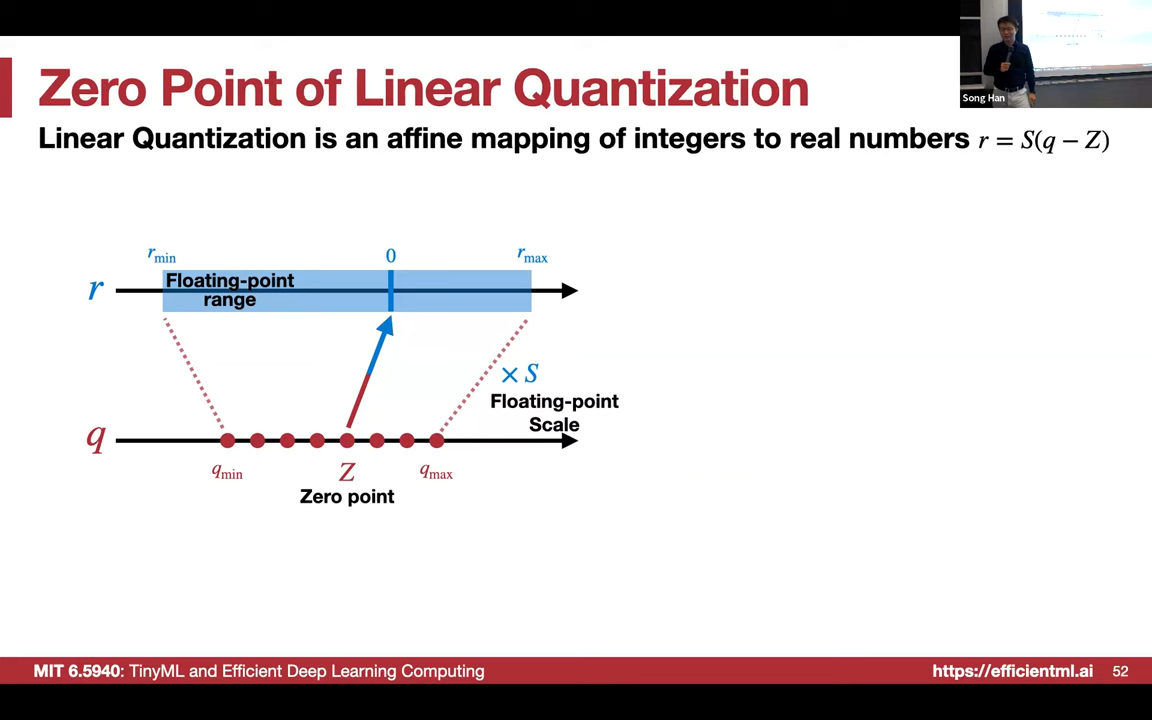 Zero Point of Linear Quantization
Song Han
Linear Quantization is an affine mapping of integers to real numbers r = S(q − Z)
r_min 0 r_max
r
Floating-point
range
× S
Floating-point
Scale
q
q_min Z q_max
Zero point
MIT 6.5940: TinyML and Efficient Deep Learning Computing https://efficientml.ai 52